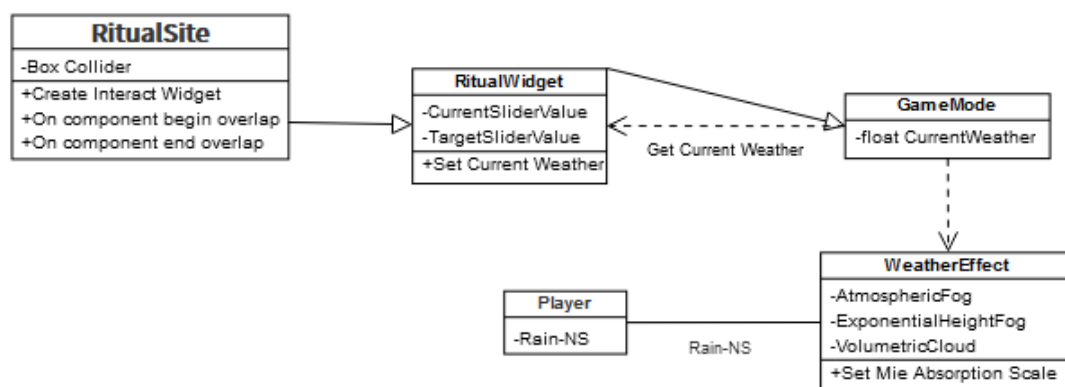 RitualSite
-Box Collider
+Create Interact Widget
+On component begin overlap
+On component end overlap
RitualWidget
-CurrentSliderValue
-TargetSliderValue
+Set Current Weather
Get Current Weather
GameMode
-float CurrentWeather
WeatherEffect
-AtmosphericFog
-ExponentialHeightFog
-VolumetricCloud
+Set Mie Absorption Scale
Player
-Rain-NS
Rain-NS